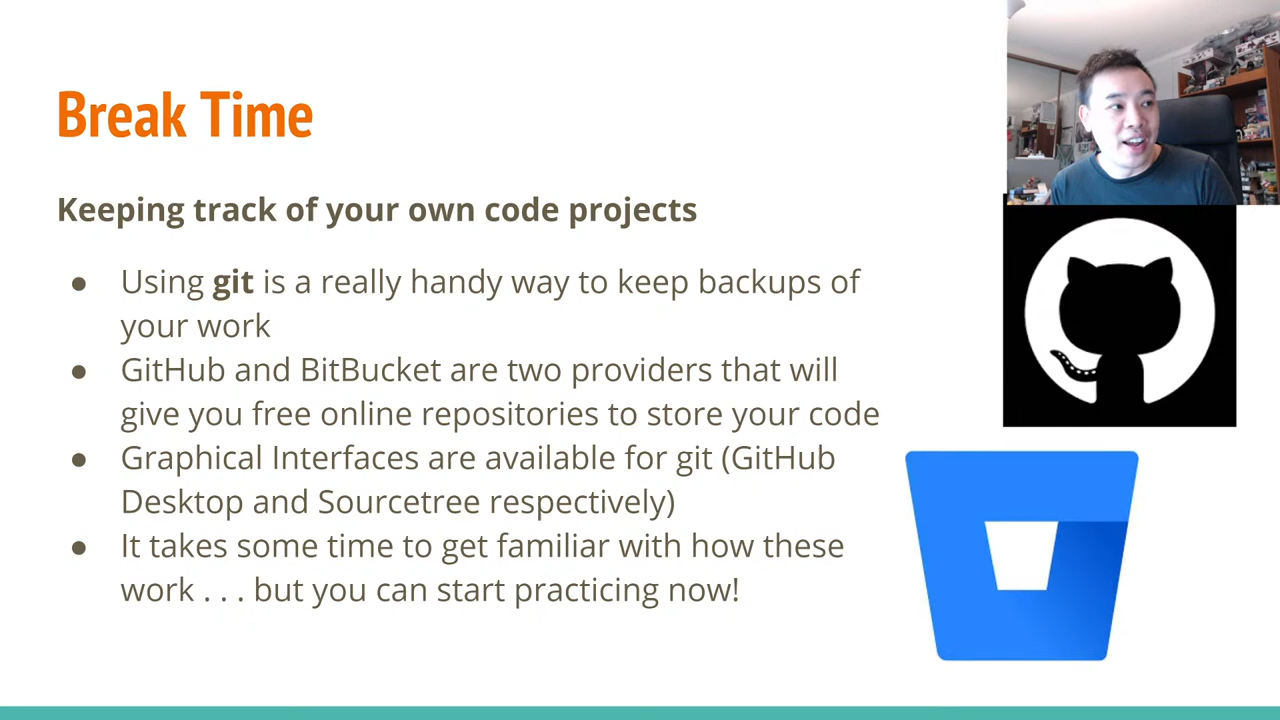 Break Time
Keeping track of your own code projects
● Using git is a really handy way to keep backups of
your work
● GitHub and BitBucket are two providers that will
give you free online repositories to store your code
● Graphical Interfaces are available for git (GitHub
Desktop and Sourcetree respectively)
● It takes some time to get familiar with how these
work . . . but you can start practicing now!